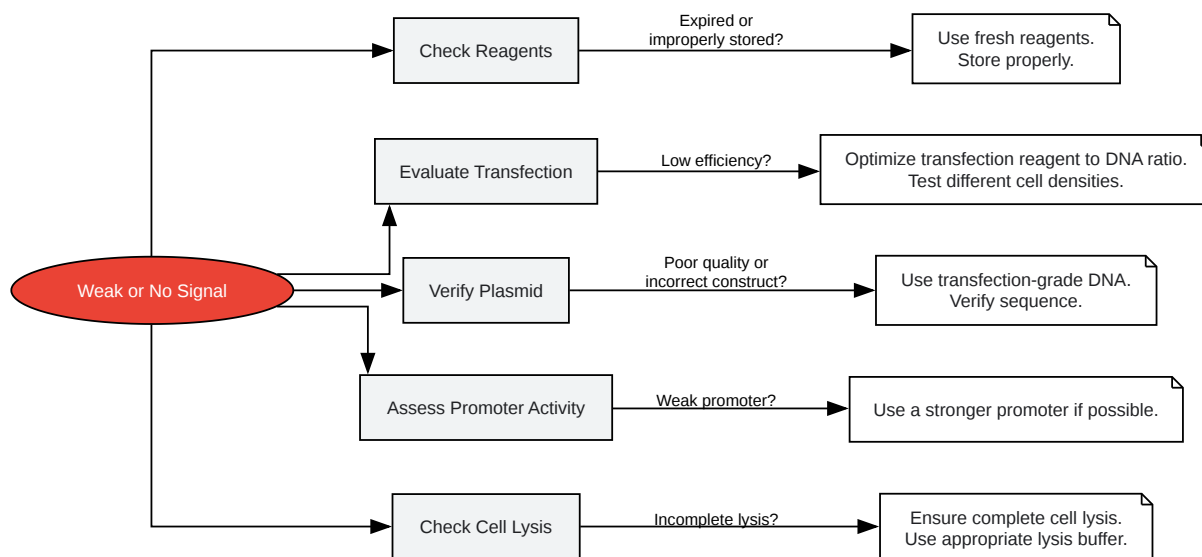 Weak or No Signal
Check Reagents
Expired or
improperly stored?
Use fresh reagents.
Store properly.
Evaluate Transfection
Low efficiency?
Optimize transfection reagent to DNA ratio.
Test different cell densities.
Verify Plasmid
Poor quality or
incorrect construct?
Use transfection-grade DNA.
Verify sequence.
Assess Promoter Activity
Weak promoter?
Use a stronger promoter if possible.
Check Cell Lysis
Incomplete lysis?
Ensure complete cell lysis.
Use appropriate lysis buffer.